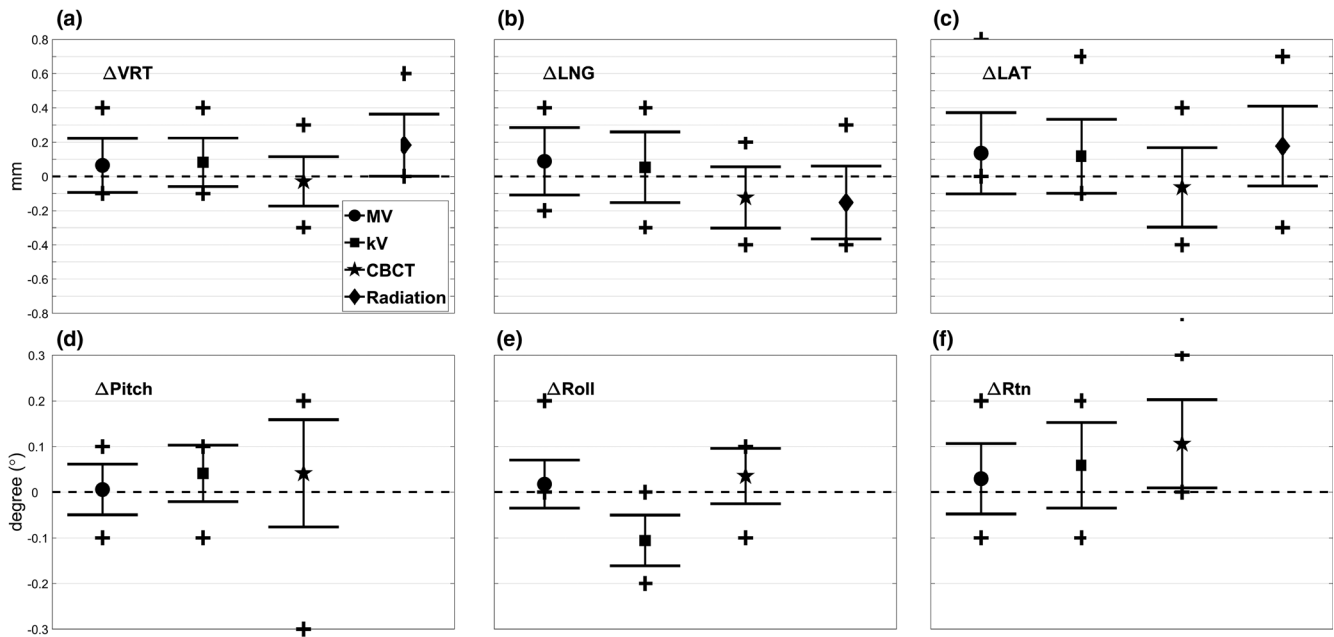 (a) (b) (c)
0.8
ΔVRT ΔLNG ΔLAT
0.6
0.4
0.2
0
-0.2
-0.4
-0.6
-0.8
mm
MV
kV
CBCT
Radiation
(d) (e) (f)
0.3
ΔPitch ΔRoll ΔRtn
0.2
0.1
0
-0.1
-0.2
-0.3
degree (°)